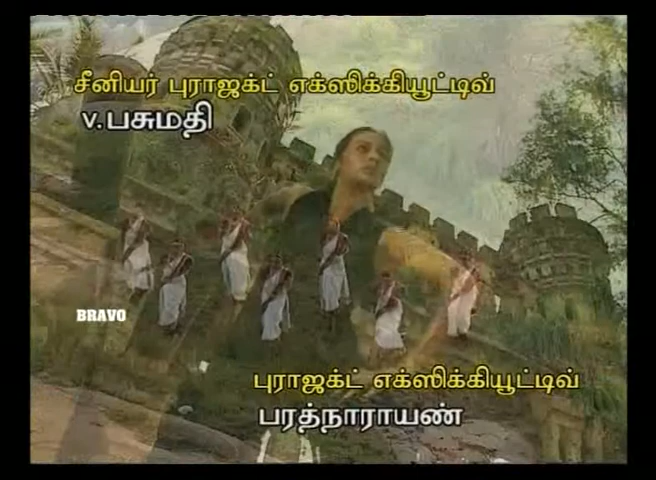 சீனியர் புராஜக்ட் எக்ஸிக்கியூட்டிவ்
v. பசுமதி
BRAVO
புராஜக்ட் எக்ஸிக்கியூட்டிவ்
பரத்நாராயண்